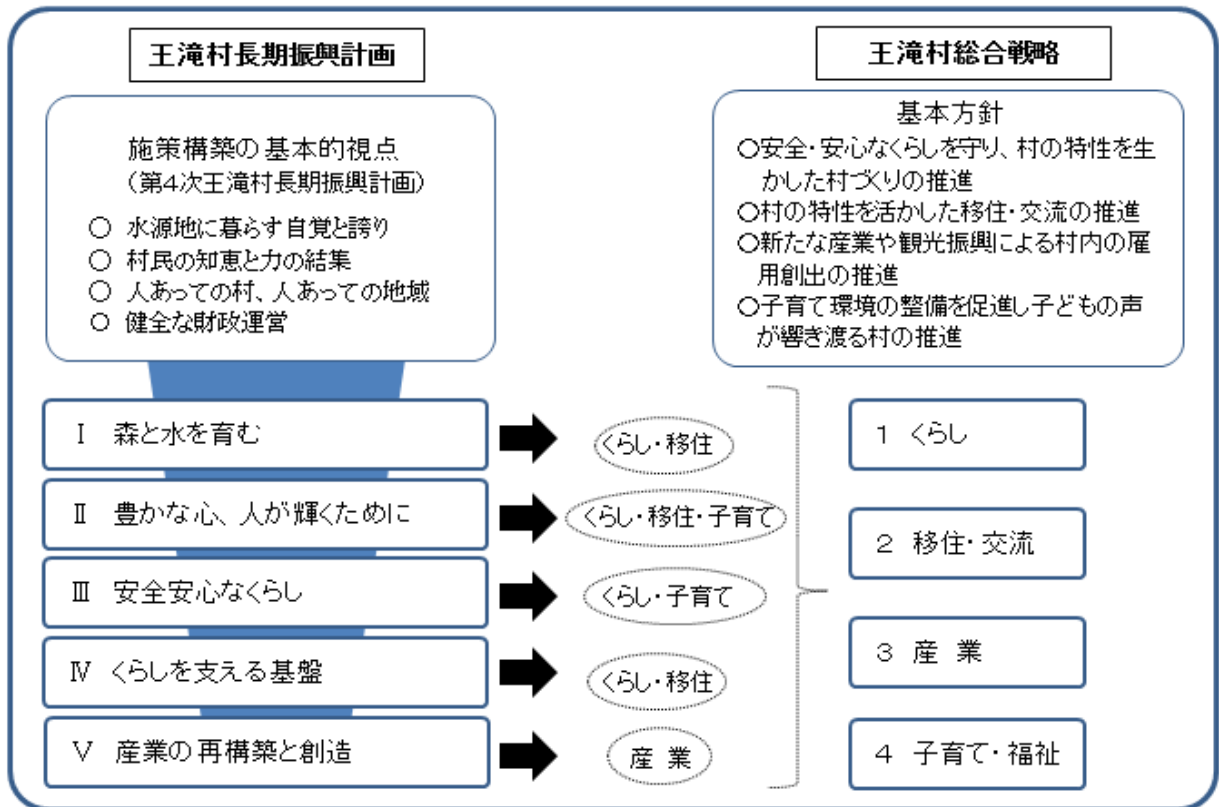 王滝村長期振興計画
施策構築の基本的視点
(第4次王滝村長期振興計画)
○ 水源地に暮らす自覚と誇り
○ 村民の知恵と力の結集
○ 人あっての村、人あっての地域
○ 健全な財政運営
王滝村総合戦略
基本方針
○安全・安心なくらしを守り、村の特性を生
かした村づくりの推進
○村の特性を活かした移住・交流の推進
○新たな産業や観光振興による村内の雇
用創出の推進
○子育て環境の整備を促進し子どもの声
が響き渡る村の推進
Ⅰ 森と水を育む
くらし・移住
Ⅱ 豊かな心、人が輝くために
くらし・移住・子育て
Ⅲ 安全安心なくらし
くらし・子育て
Ⅳ くらしを支える基盤
くらし・移住
Ⅴ 産業の再構築と創造
産 業
1 くらし
2 移住・交流
3 産 業
4 子育て・福祉